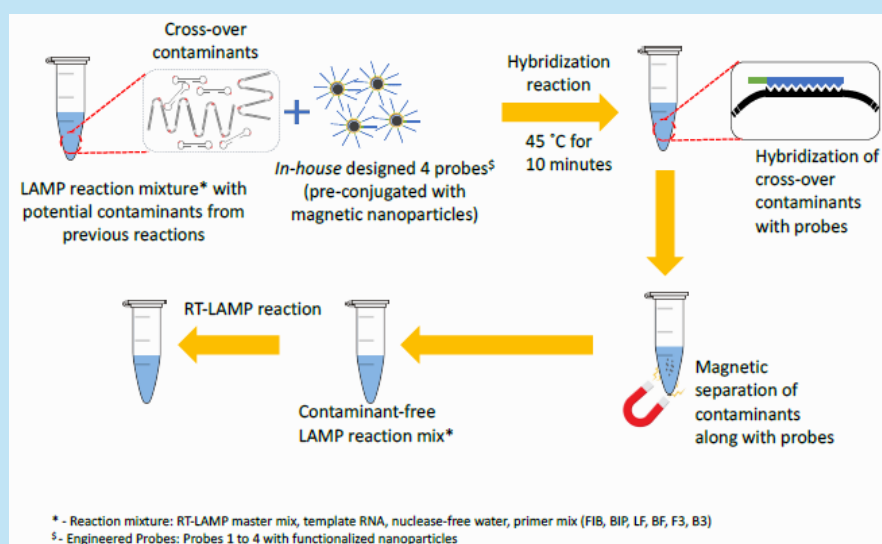 Cross-over
contaminants
+
LAMP reaction mixture* with
potential contaminants from
previous reactions
In-house designed 4 probes$
(pre-conjugated with
magnetic nanoparticles)
Hybridization
reaction
45 ˚C for
10 minutes
Hybridization of
cross-over
contaminants
with probes
Magnetic
separation of
contaminants
along with probes
Contaminant-free
LAMP reaction mix*
RT-LAMP reaction
* - Reaction mixture: RT-LAMP master mix, template RNA, nuclease-free water, primer mix (FIB, BIP, LF, BF, F3, B3)
$ - Engineered Probes: Probes 1 to 4 with functionalized nanoparticles